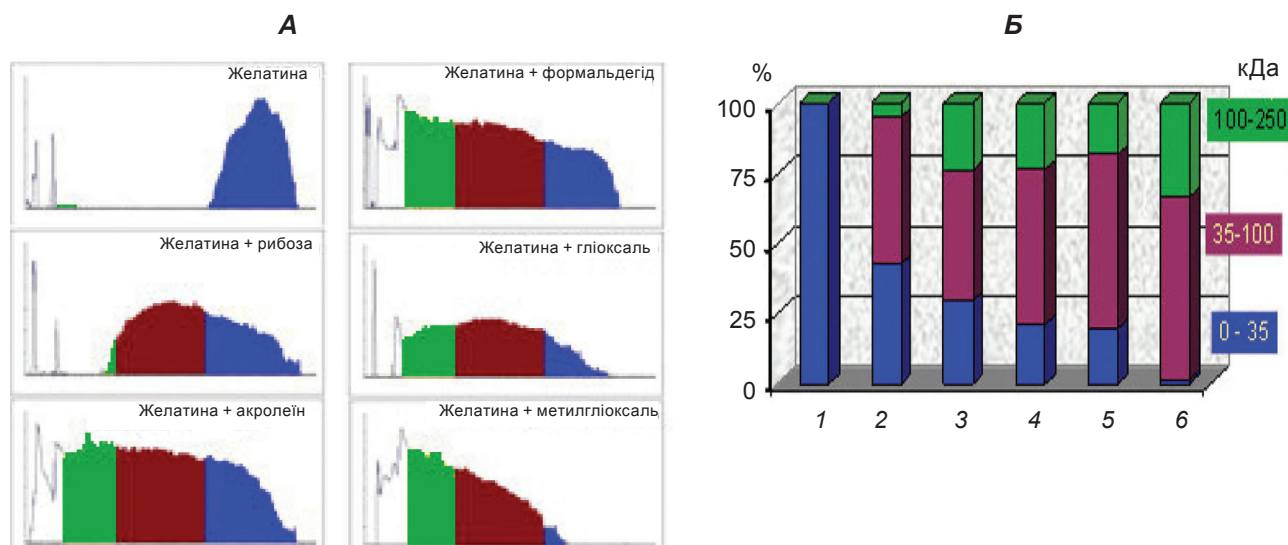 А
Желатина
Желатина + формальдегід
Желатина + рибоза
Желатина + гліоксаль
Желатина + акролеїн
Желатина + метилгліоксаль
Б
%
кДа
100
75
50
25
0
100-250
35-100
0 - 35
1 2 3 4 5 6